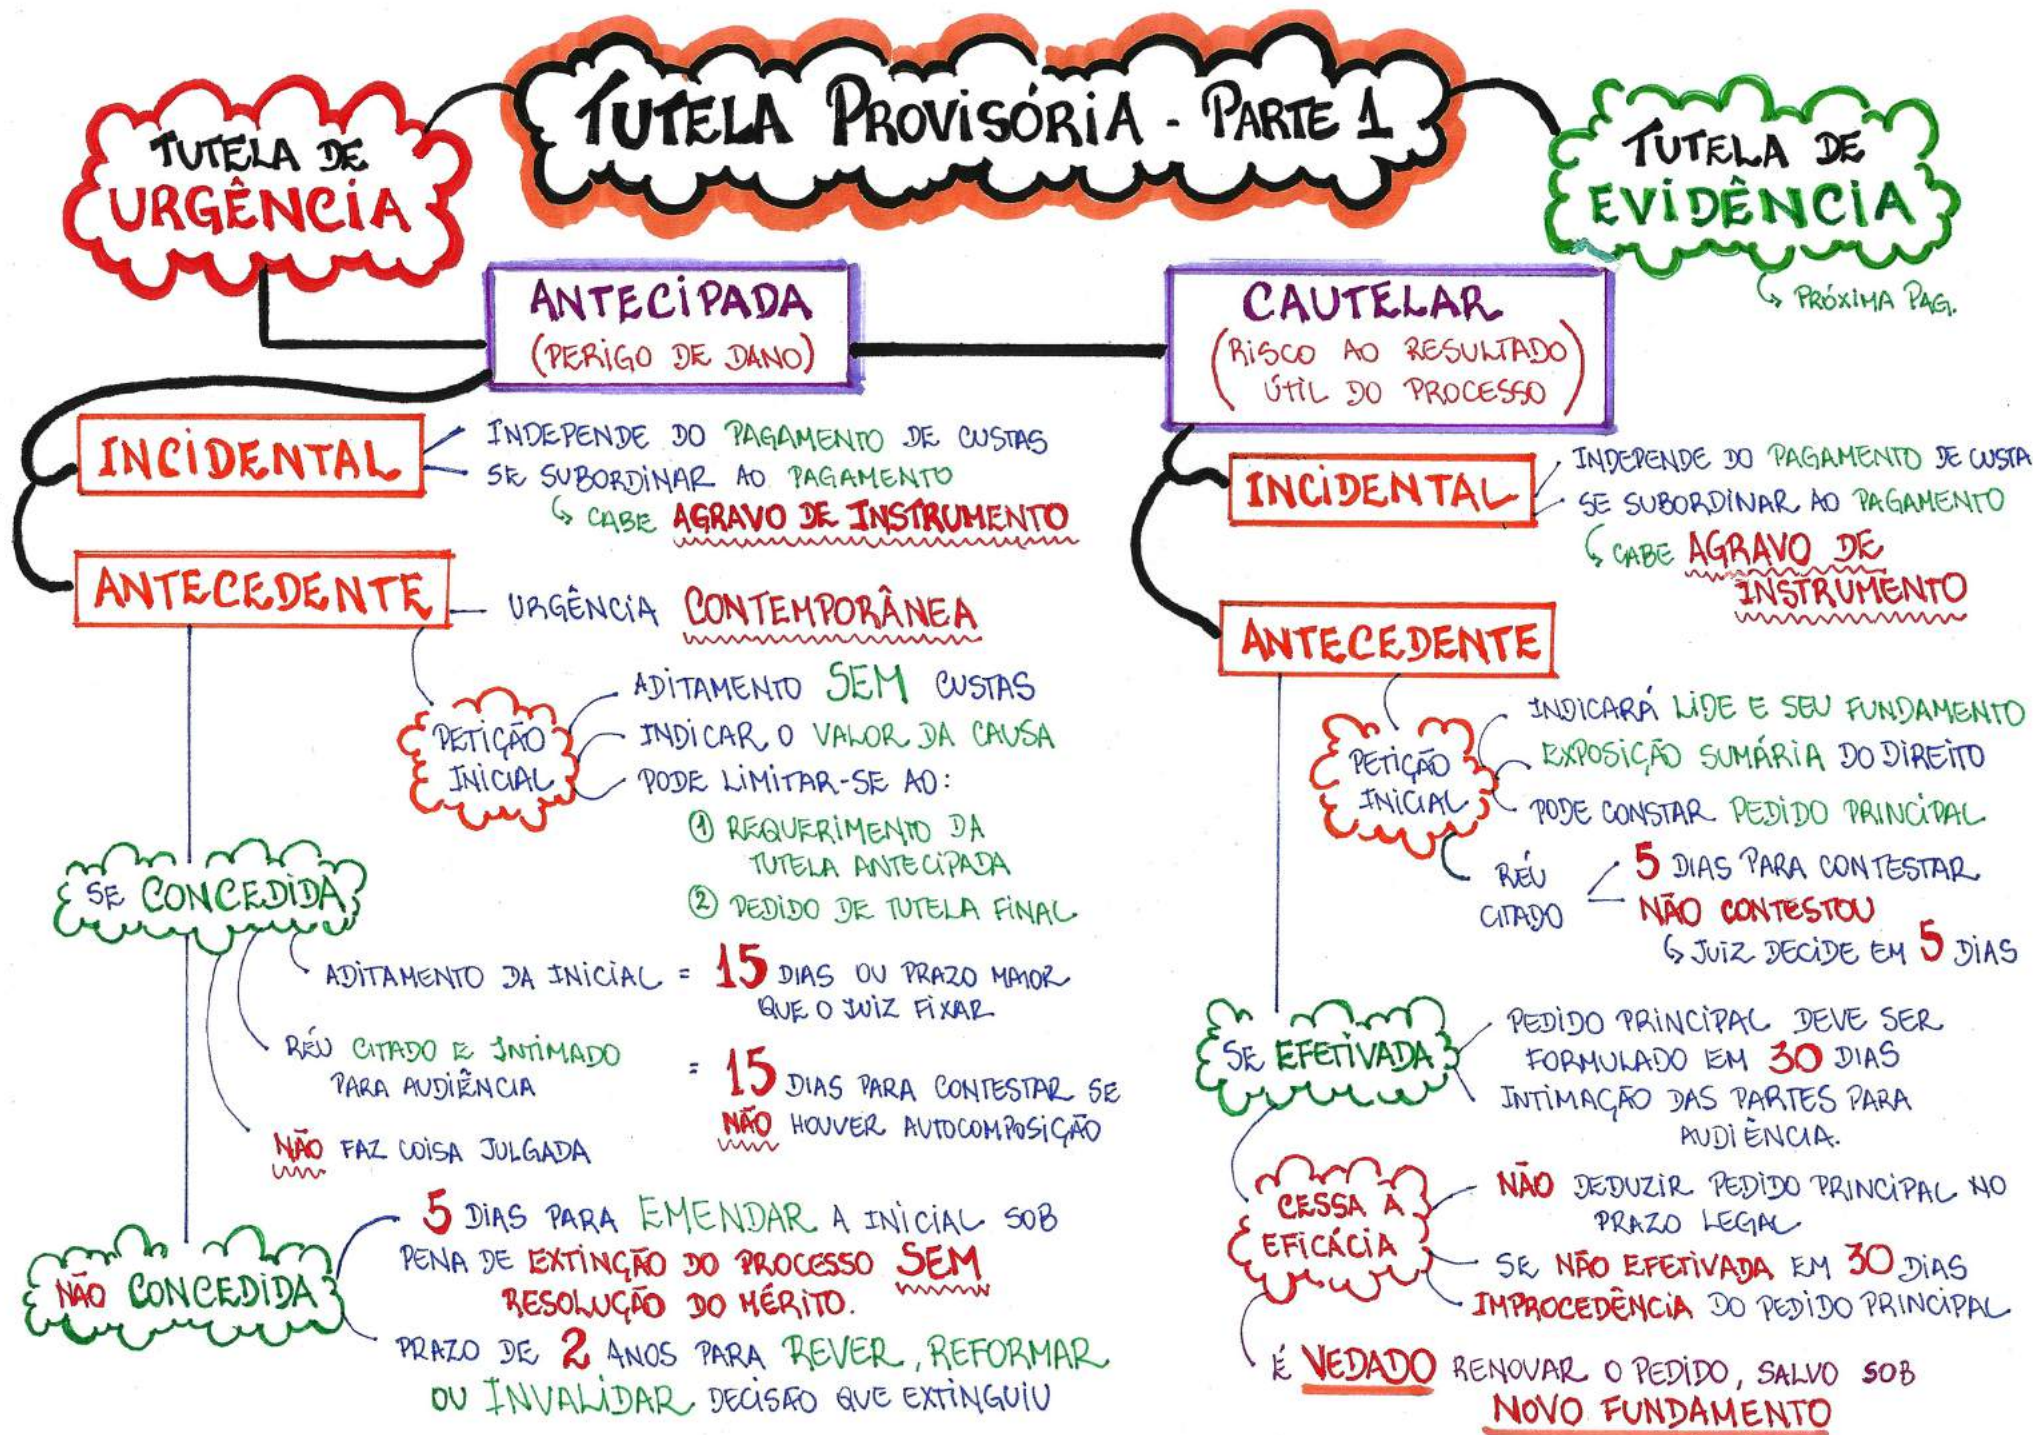 TUTELA PROVISÓRIA - PARTE 1
TUTELA DE
URGÊNCIA
TUTELA DE
EVIDÊNCIA
↳ PRÓXIMA PAG.
ANTECIPADA
(PERIGO DE DANO)
INCIDENTAL
INDEPENDE DO PAGAMENTO DE CUSTAS
SE SUBORDINAR AO PAGAMENTO
↳ CABE AGRAVO DE INSTRUMENTO
ANTECEDENTE
URGÊNCIA CONTEMPORÂNEA
PETIÇÃO
INICIAL
ADITAMENTO SEM CUSTAS
INDICAR O VALOR DA CAUSA
PODE LIMITAR-SE AO:
① REQUERIMENTO DA
TUTELA ANTECIPADA
② PEDIDO DE TUTELA FINAL
SE CONCEDIDA
ADITAMENTO DA INICIAL = 15 DIAS OU PRAZO MAIOR
QUE O JUIZ FIXAR
RÉU CITADO E INTIMADO
PARA AUDIÊNCIA
= 15 DIAS PARA CONTESTAR SE
NÃO HOUVER AUTOCOMPOSIÇÃO
NÃO FAZ COISA JULGADA
NÃO CONCEDIDA
5 DIAS PARA EMENDAR A INICIAL SOB
PENA DE EXTINÇÃO DO PROCESSO SEM
RESOLUÇÃO DO MÉRITO.
PRAZO DE 2 ANOS PARA REVER, REFORMAR
OU INVALIDAR DECISÃO QUE EXTINGUIU
CAUTELAR
(RISCO AO RESULTADO
ÚTIL DO PROCESSO)
INCIDENTAL
INDEPENDE DO PAGAMENTO DE CUSTA
SE SUBORDINAR AO PAGAMENTO
↳ CABE AGRAVO DE
INSTRUMENTO
ANTECEDENTE
PETIÇÃO
INICIAL
INDICARÁ LIDE E SEU FUNDAMENTO
EXPOSIÇÃO SUMÁRIA DO DIREITO
PODE CONSTAR PEDIDO PRINCIPAL
RÉU
CITADO
5 DIAS PARA CONTESTAR
NÃO CONTESTOU
↳ JUIZ DECIDE EM 5 DIAS
SE EFETIVADA
PEDIDO PRINCIPAL DEVE SER
FORMULADO EM 30 DIAS
INTIMAÇÃO DAS PARTES PARA
AUDIÊNCIA.
CESSA A
EFICÁCIA
NÃO DEDUZIR PEDIDO PRINCIPAL NO
PRAZO LEGAL
SE NÃO EFETIVADA EM 30 DIAS
IMPROCEDÊNCIA DO PEDIDO PRINCIPAL
É VEDADO RENOVAR O PEDIDO, SALVO SOB
NOVO FUNDAMENTO